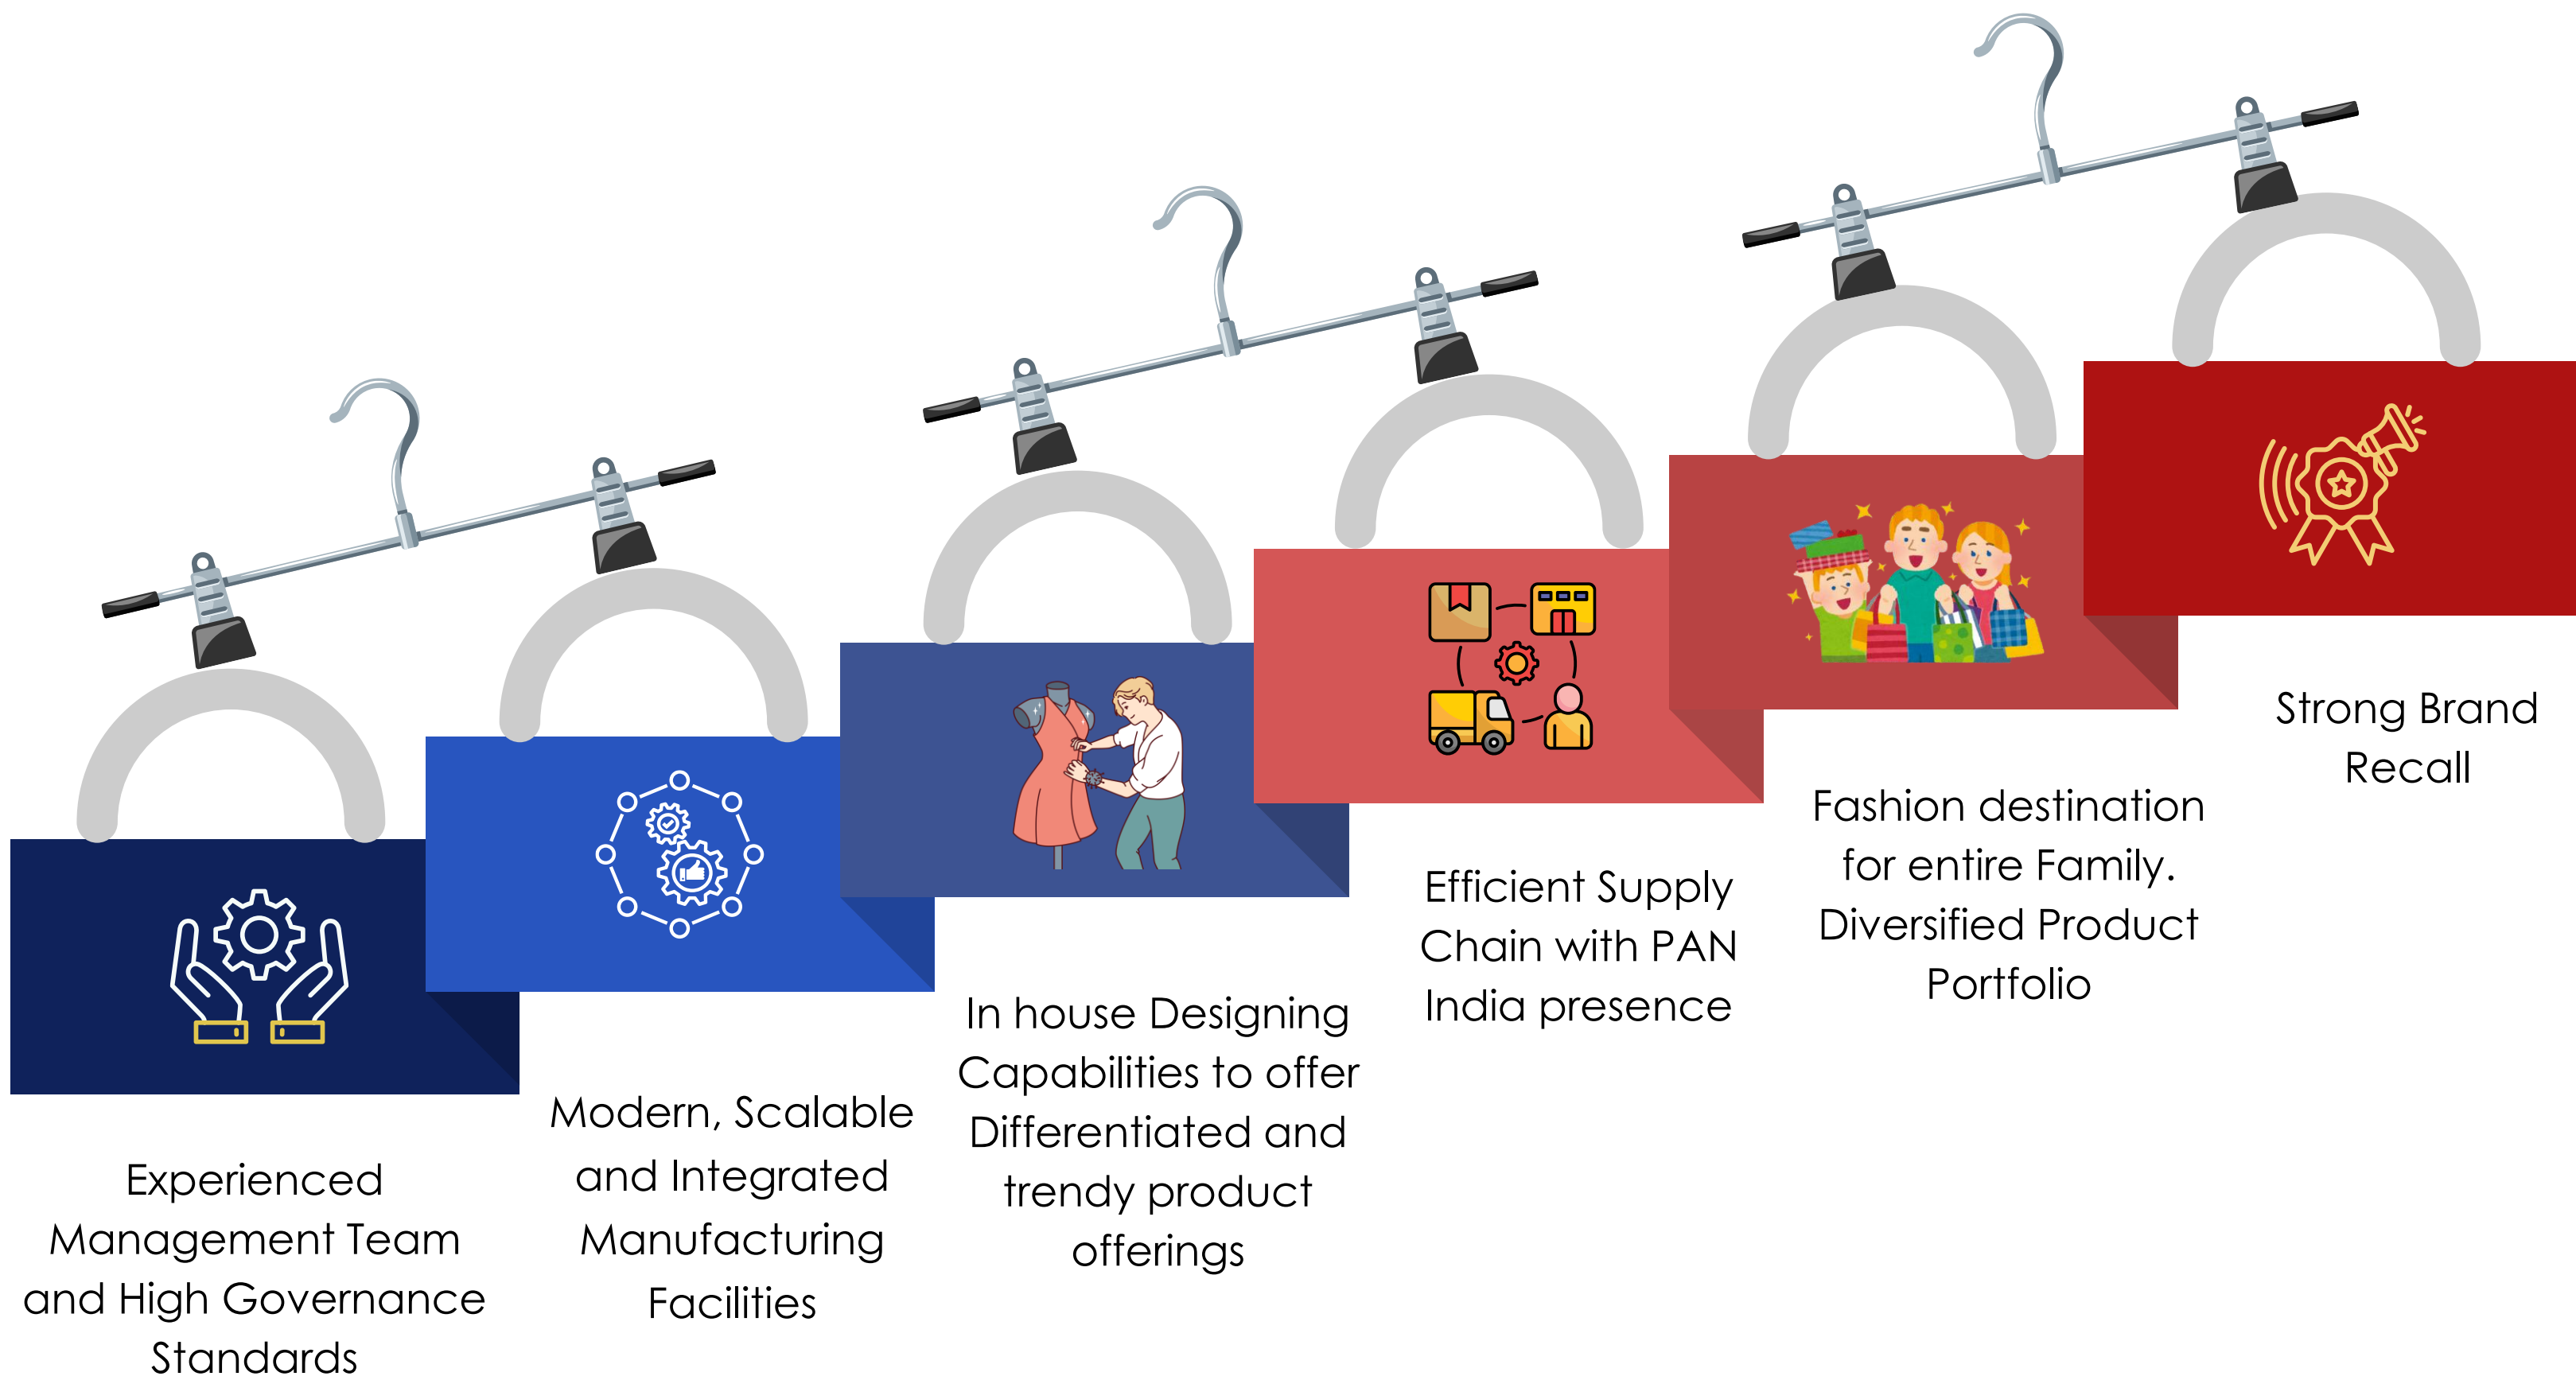 Experienced
Management Team
and High Governance
Standards
Modern, Scalable
and Integrated
Manufacturing
Facilities
In house Designing
Capabilities to offer
Differentiated and
trendy product
offerings
Efficient Supply
Chain with PAN
India presence
Fashion destination
for entire Family.
Diversified Product
Portfolio
Strong Brand
Recall